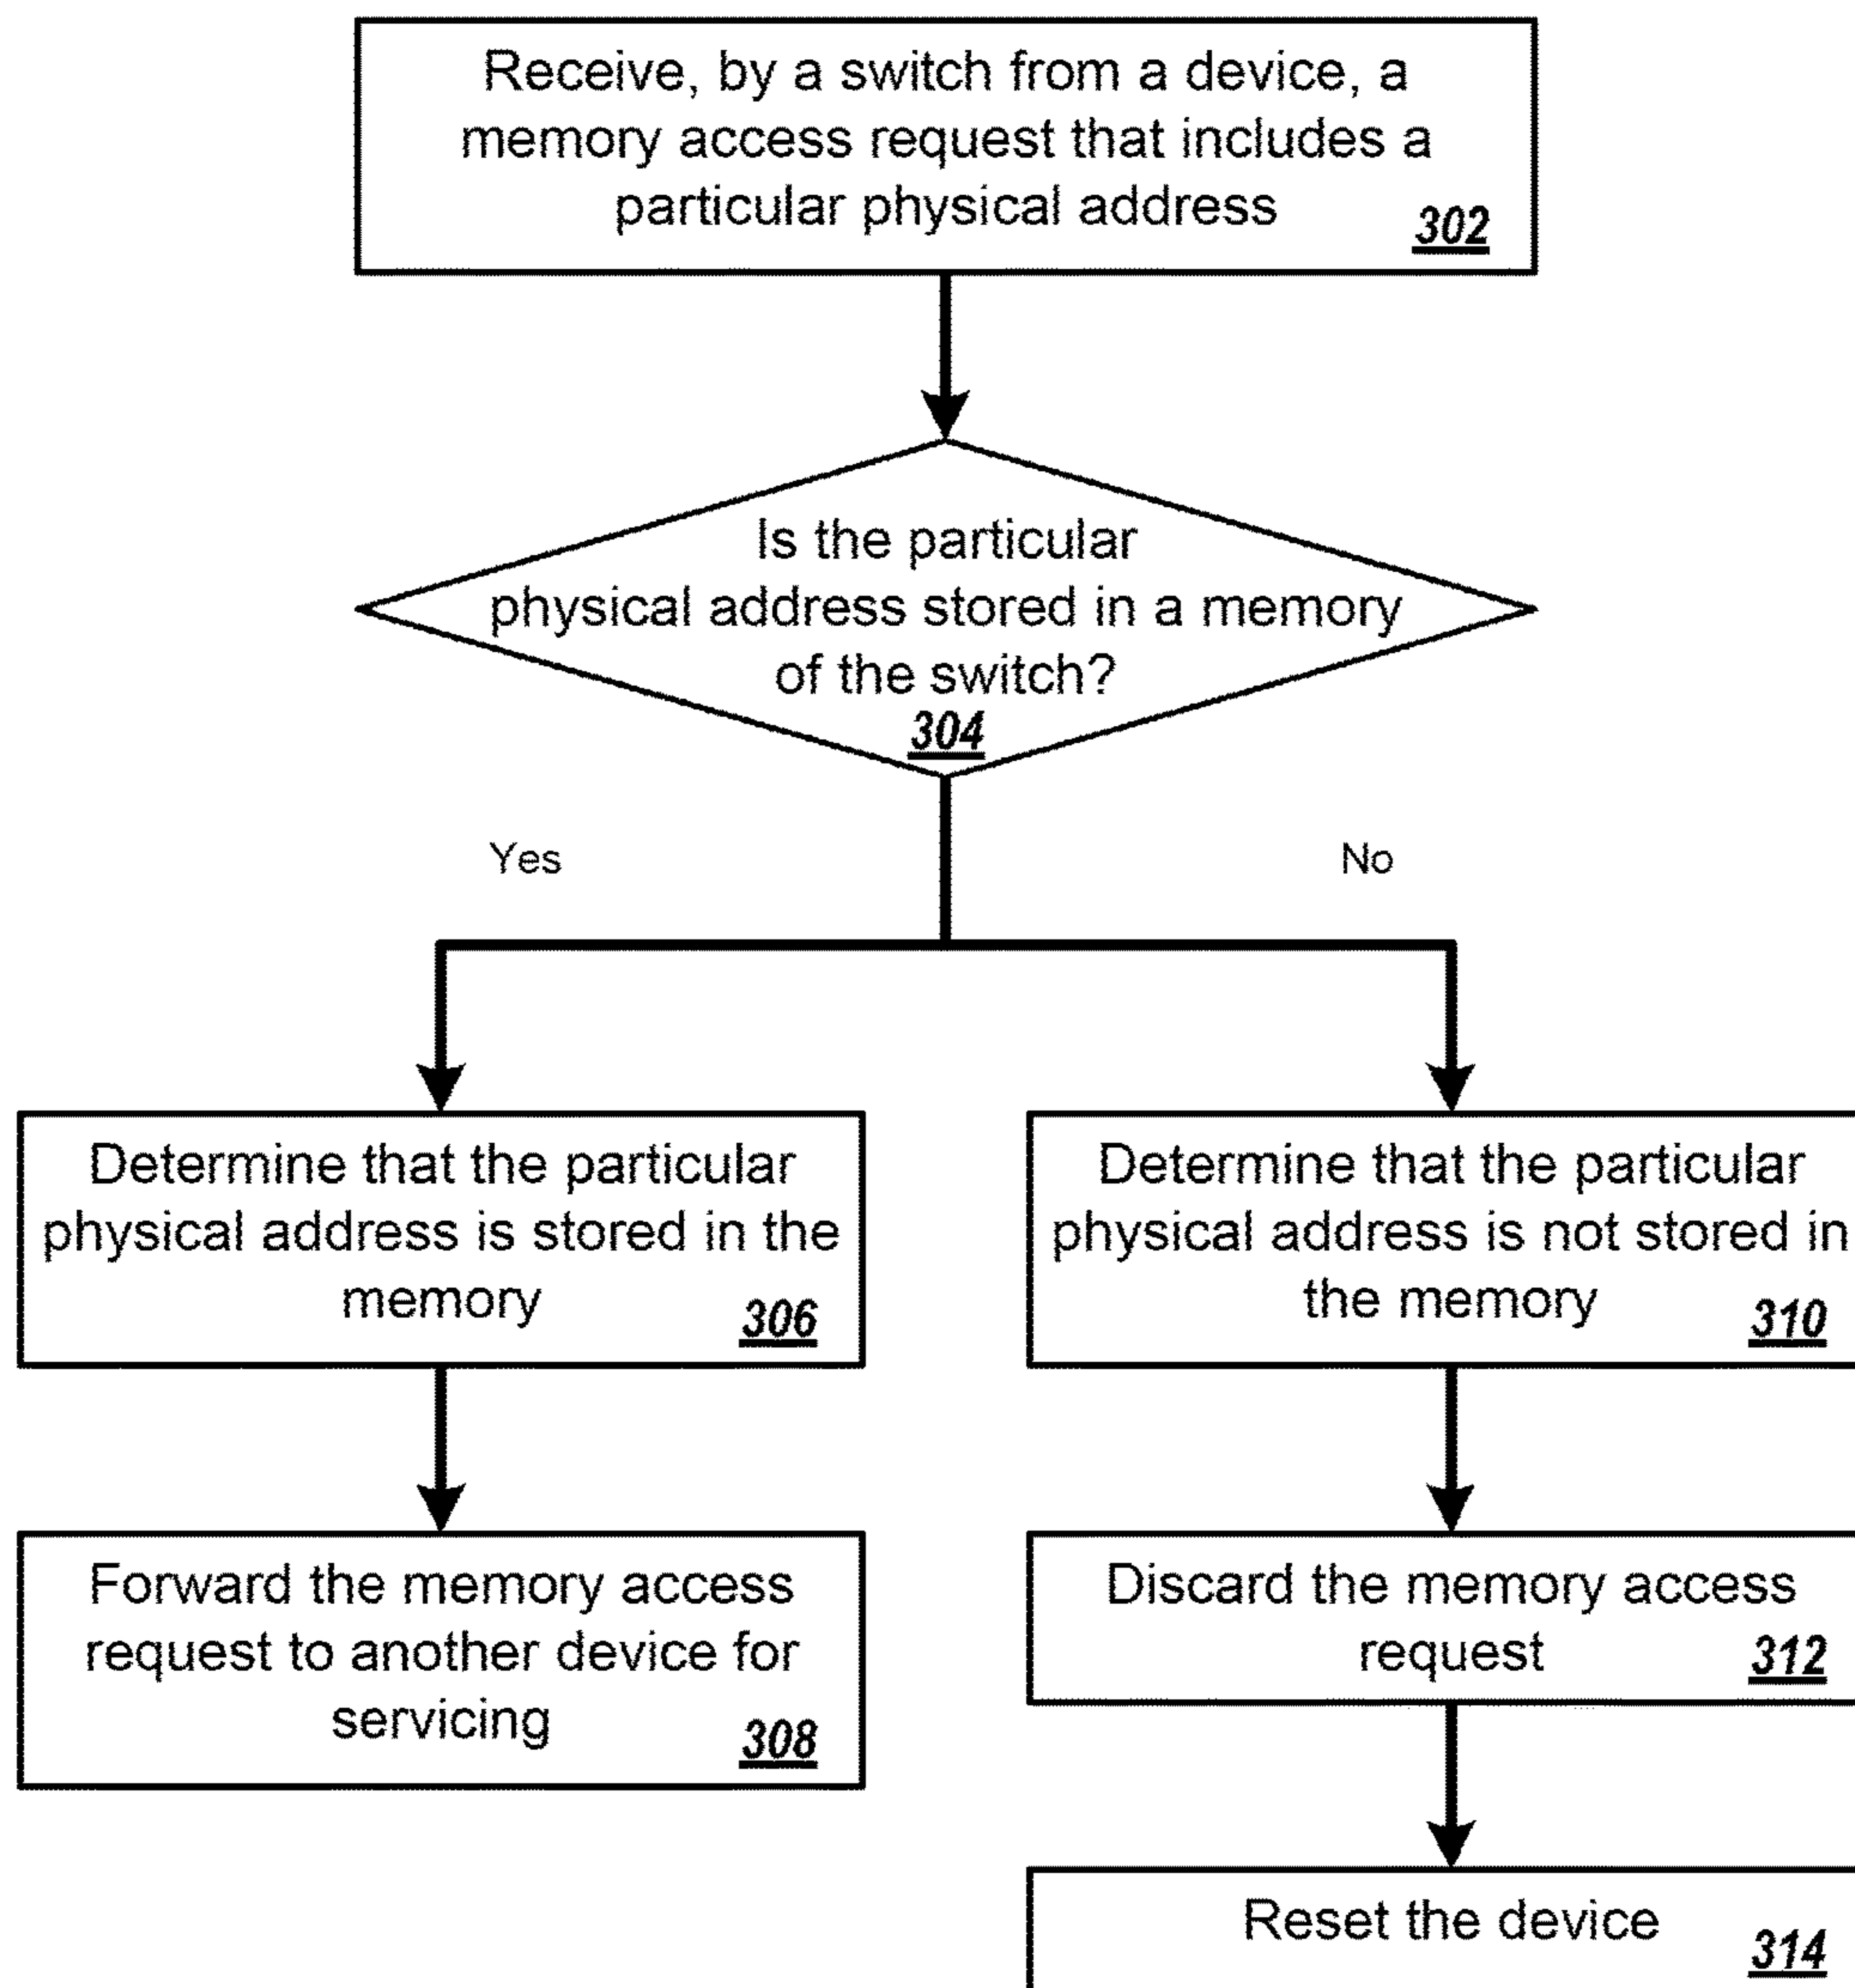 Receive, by a switch from a device, a
memory access request that includes a
particular physical address
302
Is the particular
physical address stored in a memory
of the switch?
304
Yes
No
Determine that the particular
physical address is stored in the
memory
306
Determine that the particular
physical address is not stored in
the memory
310
Forward the memory access
request to another device for
servicing
308
Discard the memory access
request
312
Reset the device
314